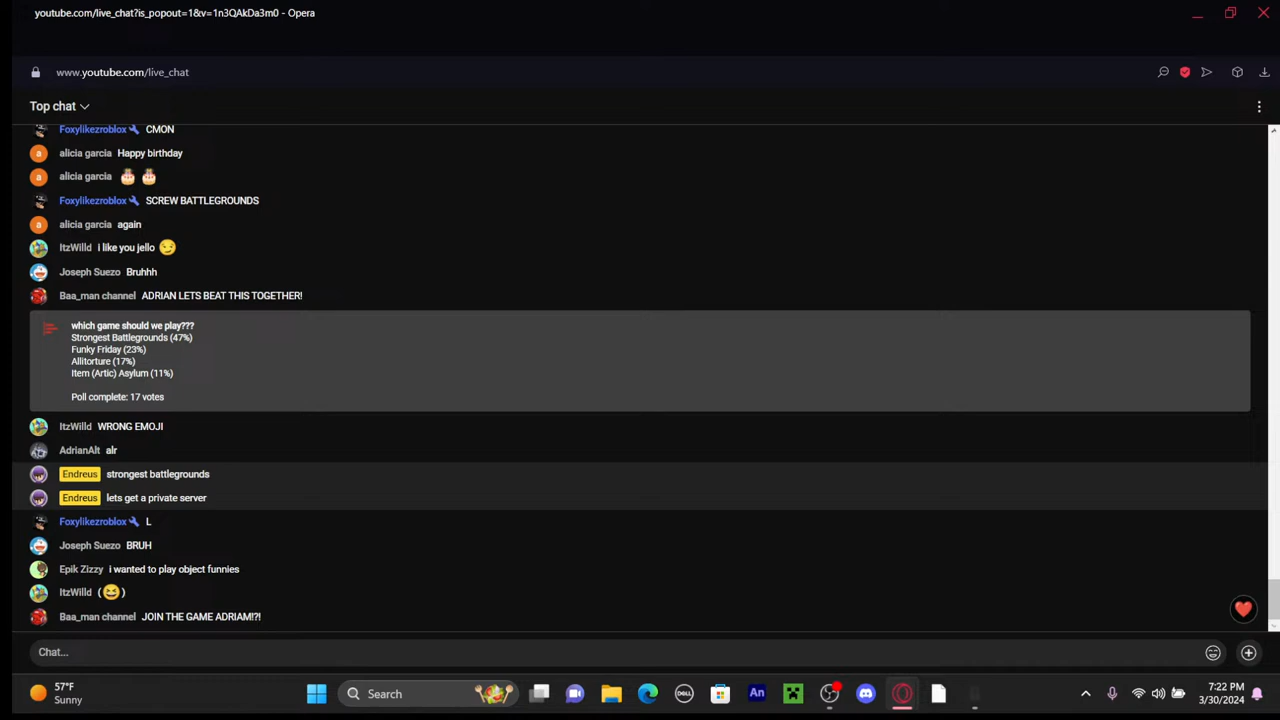 youtube.com/live_chat?is_popout=1&v=1n3QAkDa3m0 - Opera
www.youtube.com/live_chat
Top chat
Foxylikezroblox CMON
a alicia garcia Happy birthday
a alicia garcia 🎂 🎂
Foxylikezroblox SCREW BATTLEGROUNDS
a alicia garcia again
ItzWilld i like you jello 😏
Joseph Suezo Bruhhh
Baa_man channel ADRIAN LETS BEAT THIS TOGETHER!
which game should we play???
Strongest Battlegrounds (47%)
Funky Friday (23%)
Allitorture (17%)
Item (Artic) Asylum (11%)
Poll complete: 17 votes
ItzWilld WRONG EMOJI
AdrianAlt alr
Endreus strongest battlegrounds
Endreus lets get a private server
Foxylikezroblox L
Joseph Suezo BRUH
Epik Zizzy i wanted to play object funnies
ItzWilld (😆)
Baa_man channel JOIN THE GAME ADRIAM!?!
Chat...
57°F
Sunny
Search
DELL
An
7:22 PM
3/30/2024